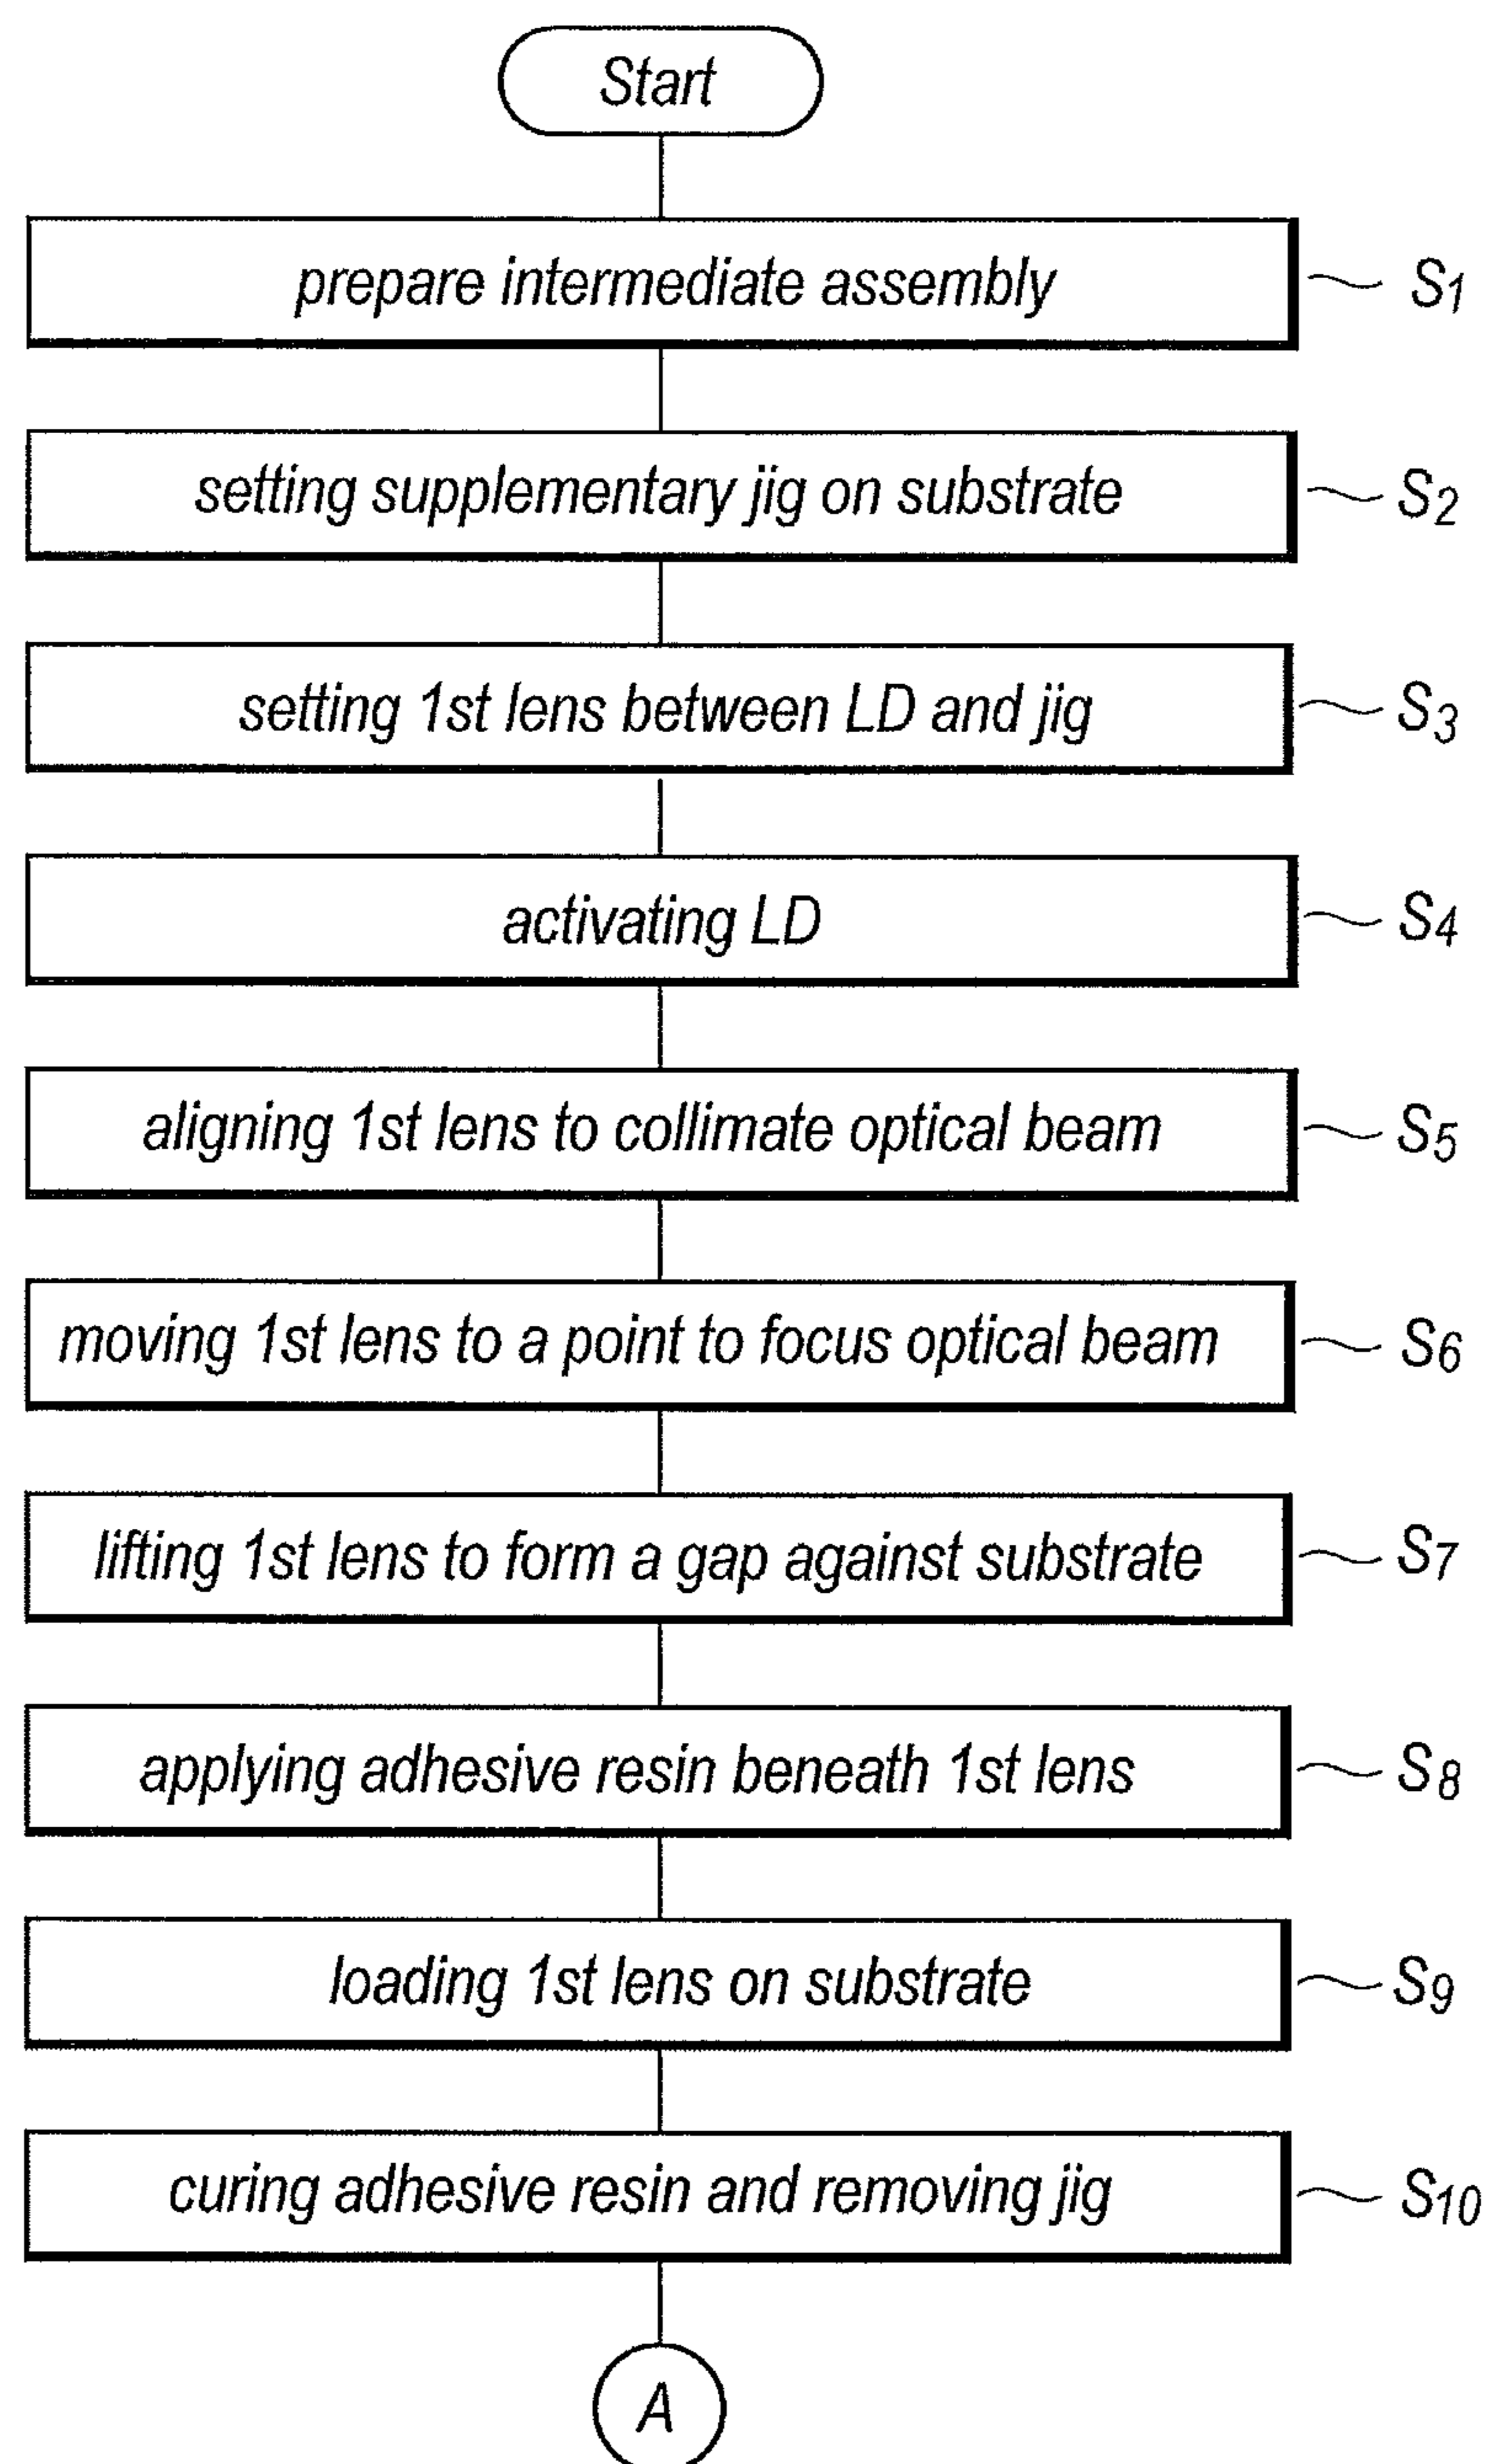 Start
prepare intermediate assembly S1
setting supplementary jig on substrate S2
setting 1st lens between LD and jig S3
activating LD S4
aligning 1st lens to collimate optical beam S5
moving 1st lens to a point to focus optical beam S6
lifting 1st lens to form a gap against substrate S7
applying adhesive resin beneath 1st lens S8
loading 1st lens on substrate S9
curing adhesive resin and removing jig S10
A